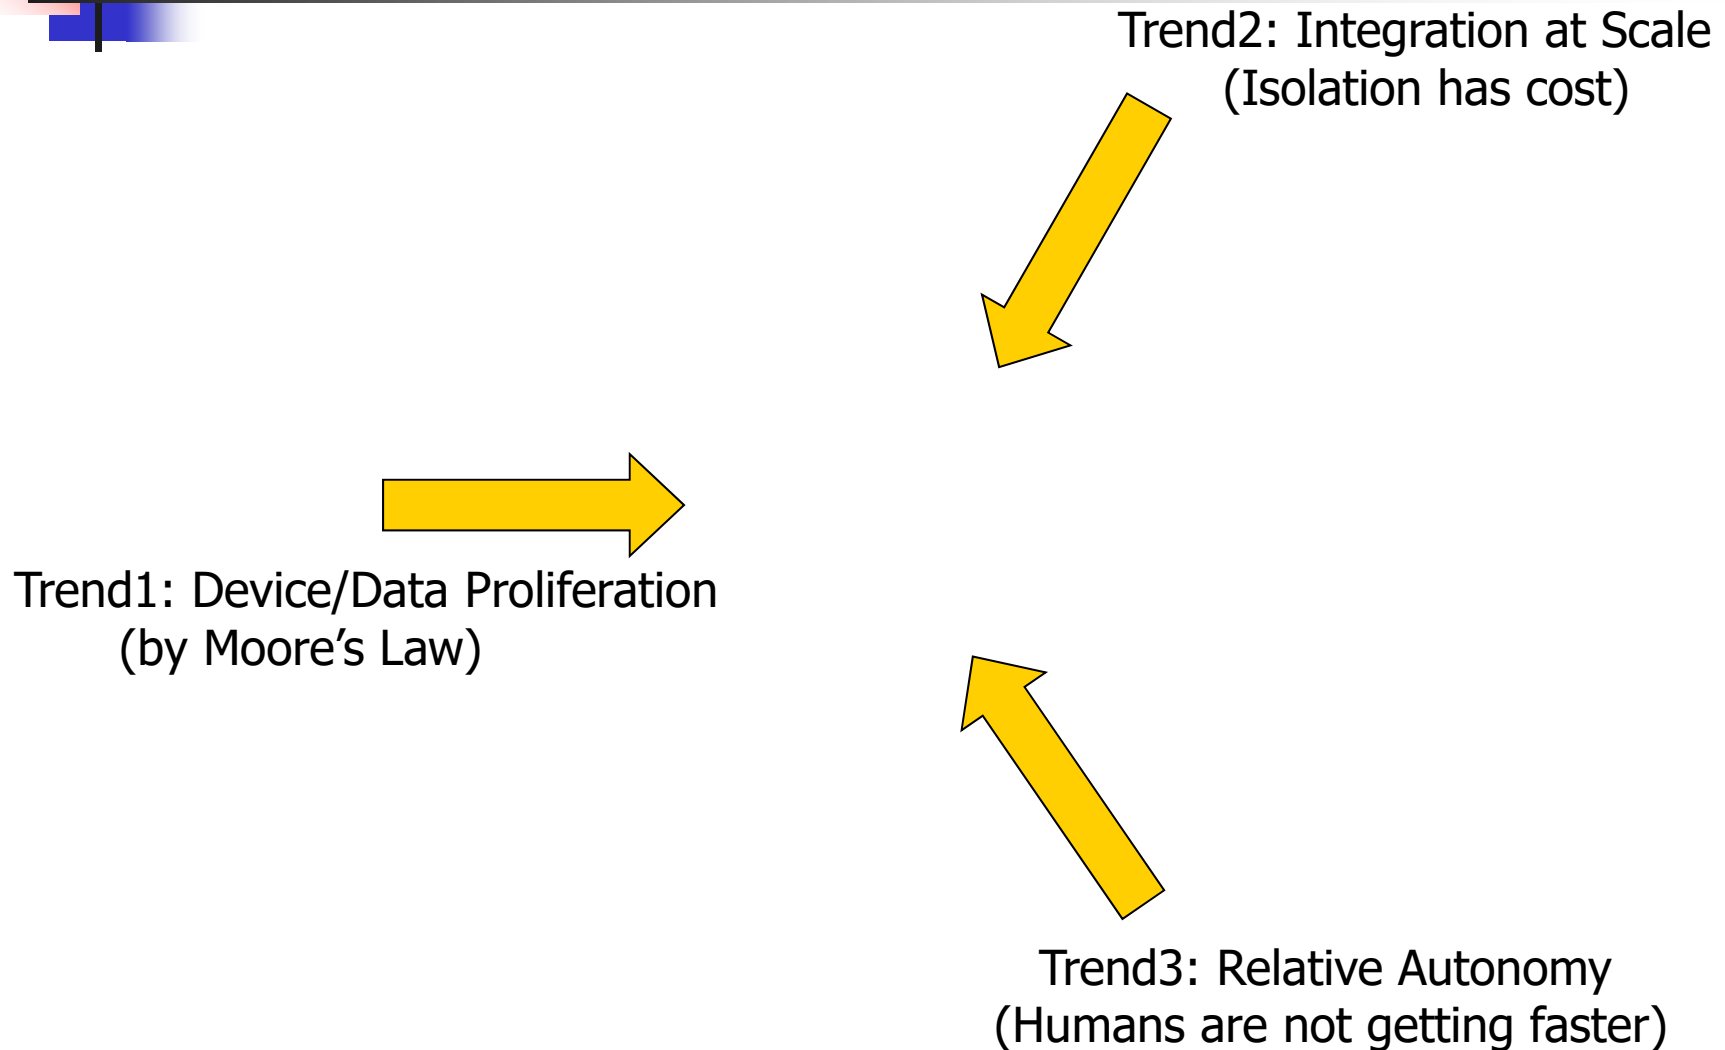 Trend2: Integration at Scale
(Isolation has cost)
Trend1: Device/Data Proliferation
(by Moore’s Law)
Trend3: Relative Autonomy
(Humans are not getting faster)